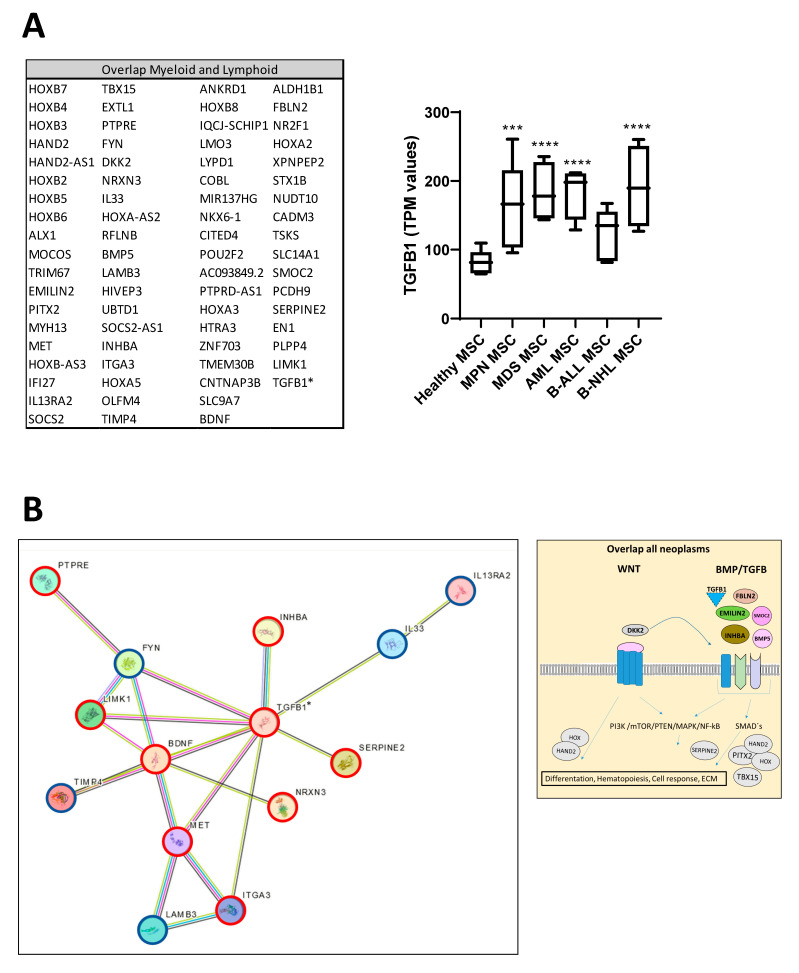 A
Overlap Myeloid and Lymphoid
HOXB7 TBX15 ANKRD1 ALDH1B1
HOXB4 EXTL1 HOXB8 FBLN2
HOXB3 PTPRE IQCJ-SCHIP1 NR2F1
HAND2 FYN LMO3 HOXA2
HAND2-AS1 DKK2 LYPD1 XPNPEP2
HOXB2 NRXN3 COBL STX1B
HOXB5 IL33 MIR137HG NUDT10
HOXB6 HOXA-AS2 NKX6-1 CADM3
ALX1 RFLNB CITED4 TSKS
MOCOS BMP5 POU2F2 SLC14A1
TRIM67 LAMB3 AC093849.2 SMOC2
EMILIN2 HIVEP3 PTPRD-AS1 PCDH9
PITX2 UBTD1 HOXA3 SERPINE2
MYH13 SOCS2-AS1 HTRA3 EN1
MET INHBA ZNF703 PLPP4
HOXB-AS3 ITGA3 TMEM30B LIMK1
IFI27 HOXA5 CNTNAP3B TGFB1*
IL13RA2 OLFM4 SLC9A7
SOCS2 TIMP4 BDNF
TGFB1 (TPM values)
300
200
100
0
*** **** **** ****
Healthy MSC
MPN MSC
MDS MSC
AML MSC
B-ALL MSC
B-NHL MSC
B
PTPRE
IL13RA2
INHBA
IL33
FYN
LIMK1
TGFB1*
BDNF
SERPINE2
TIMP4
NRXN3
MET
ITGA3
LAMB3
Overlap all neoplasms
WNT BMP/TGFB
TGFB1
FBLN2
EMILIN2
SMOC2
DKK2
INHBA
BMP5
PI3K /mTOR/PTEN/MAPK/NF-kB SMAD´s
HOX
HAND2
SERPINE2
HAND2
PITX2
HOX
TBX15
Differentation, Hematopoiesis, Cell response, ECM